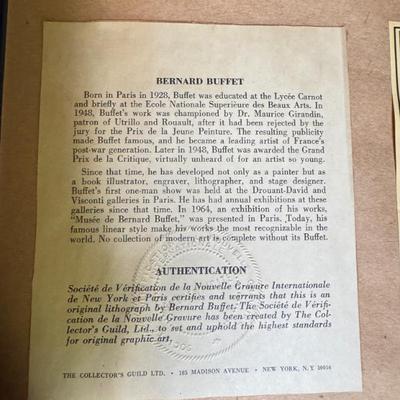 BERNARD BUFFET
Born in Paris in 1928, Buffet was educated at the Lycée Carnot
and briefly at the Ecole Nationale Superièure des Beaux Arts. In
1948, Buffet's work was championed by Dr. Maurice Girandin,
patron of Utrillo and Rouault, after it had been rejected by the
jury for the Prix de la Jeune Peinture. The resulting publicity
made Buffet famous, and he became a leading artist of France's
post-war generation. Later in 1948, Buffet was awarded the Grand
Prix de la Critique, virtually unheard of for an artist so young.
Since that time, he has developed not only as a painter but as
a book illustrator, engraver, lithographer, and stage designer.
Buffet's first one-man show was held at the Drouant-David and
Visconti galleries in Paris. He has had annual exhibitions at these
galleries since that time. In 1964, an exhibition of his works,
"Musée de Bernard Buffet," was presented in Paris. Today, his
famous linear style make his works the most recognizable in the
world. No collection of modern art is complete without its Buffet.
AUTHENTICATION
Société de Vérification de la Nouvelle Gravure Internationale
de New York et Paris certifies and warrants that this is an
original lithograph by Bernard Buffet. The Société de Vérifi-
cation de la Nouvelle Gravure has been created by The Col-
lector's Guild, Ltd., to set and uphold the highest standards
for original graphic art.
THE COLLECTOR'S GUILD LTD. • 185 MADISON AVENUE • NEW YORK, N.Y. 10016